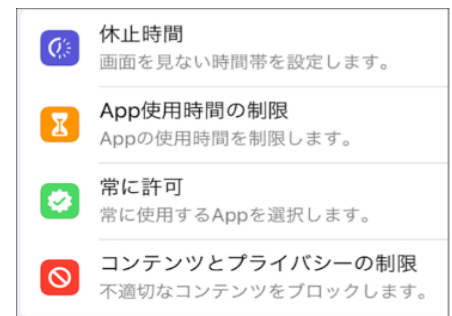 休止時間
画面を見ない時間帯を設定します。
App使用時間の制限
Appの使用時間を制限します。
常に許可
常に使用するAppを選択します。
コンテンツとプライバシーの制限
不適切なコンテンツをブロックします。